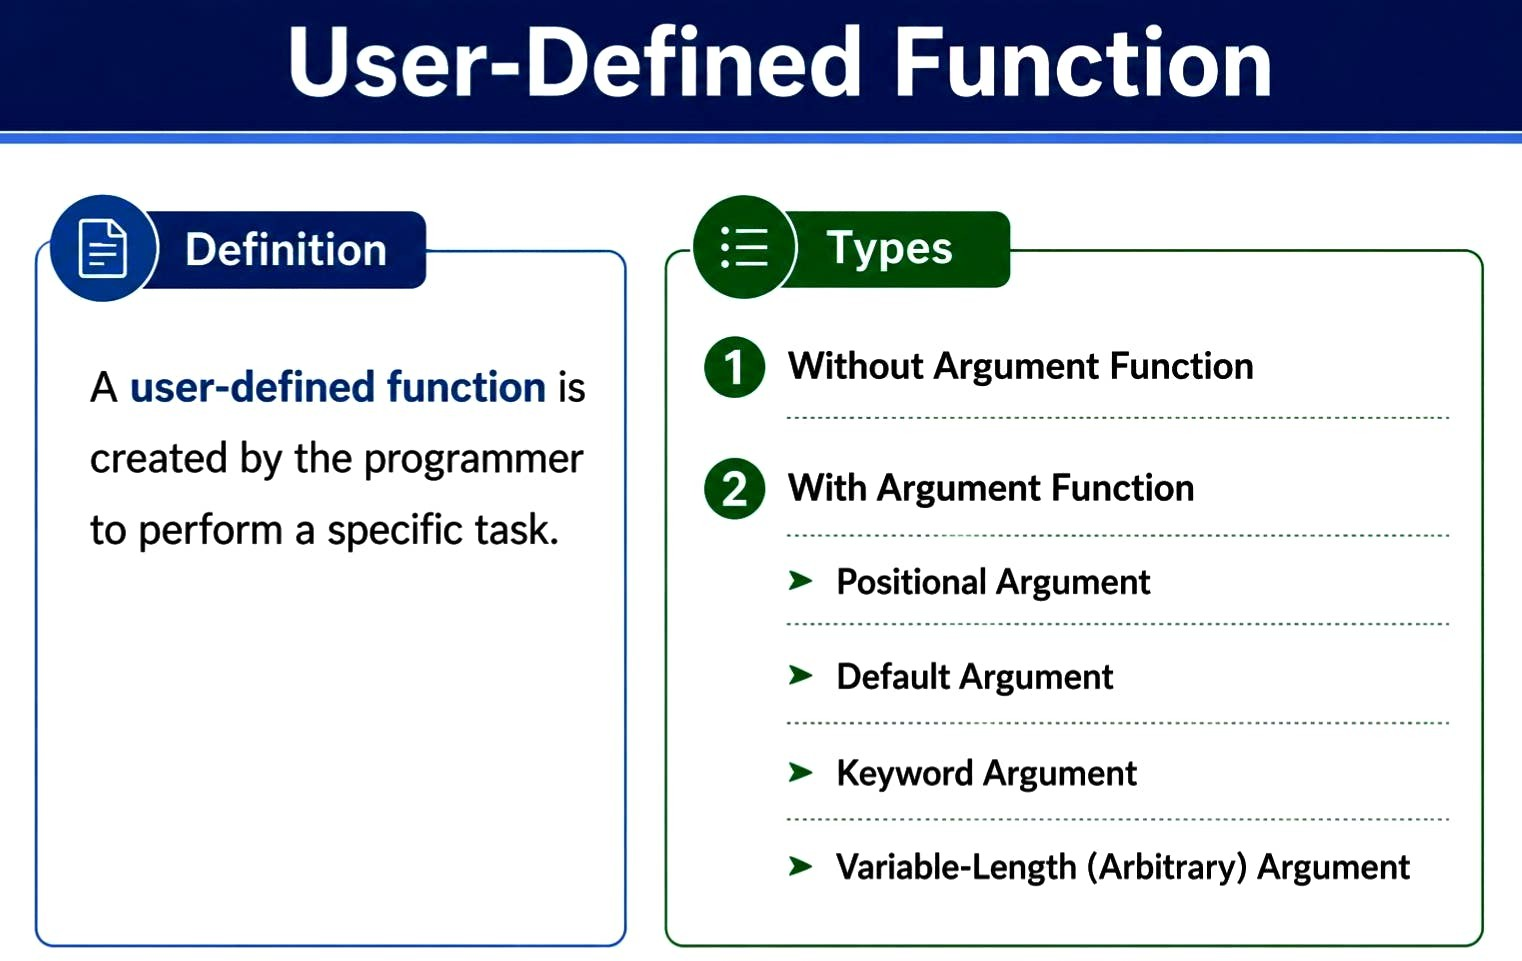 User-Defined Function
Definition
A user-defined function is
created by the programmer
to perform a specific task.
Types
1 Without Argument Function
2 With Argument Function
➤ Positional Argument
➤ Default Argument
➤ Keyword Argument
➤ Variable-Length (Arbitrary) Argument